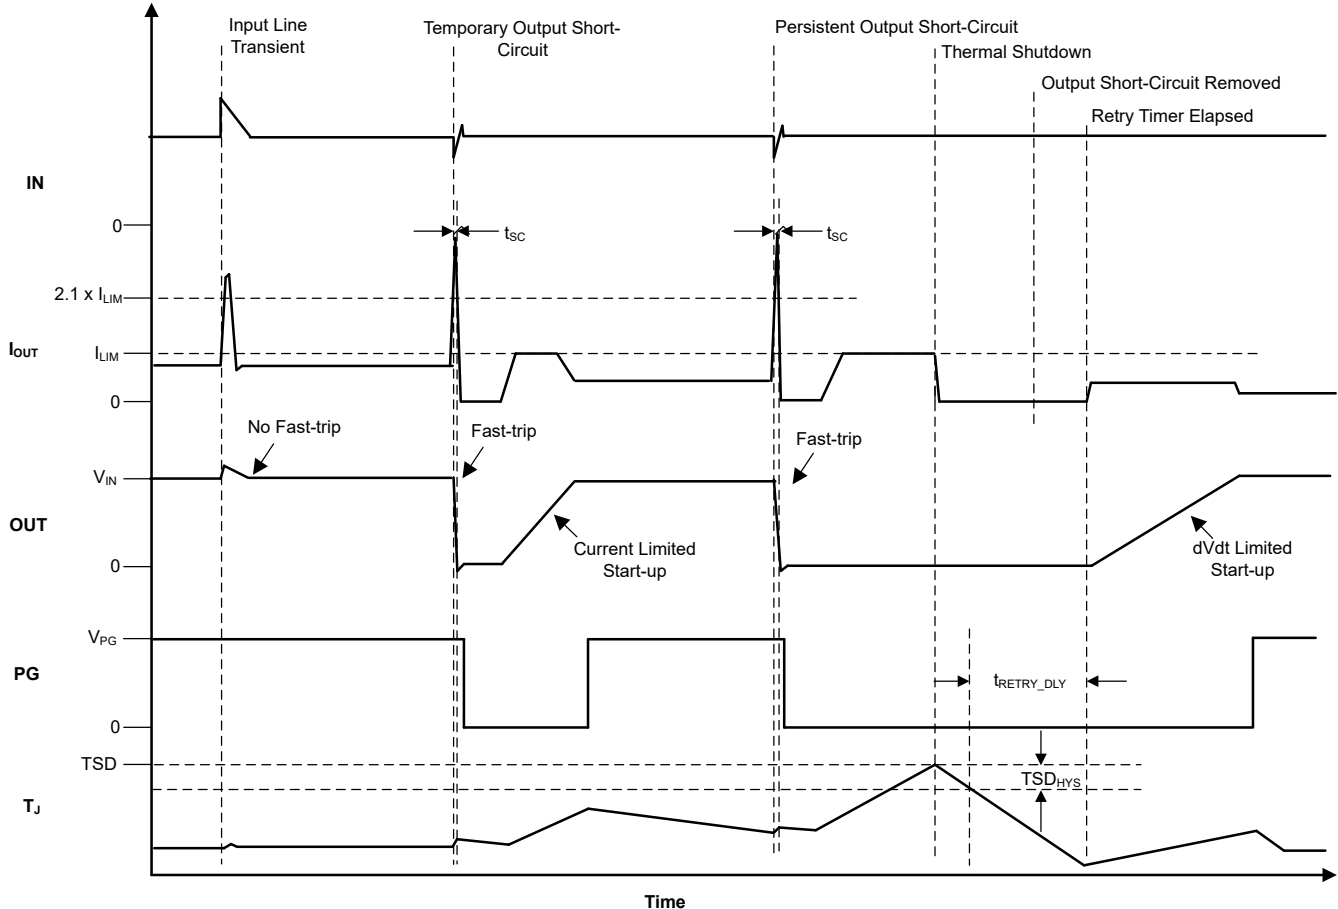 Input Line
Transient
Temporary Output Short-
Circuit
Persistent Output Short-Circuit
Thermal Shutdown
Output Short-Circuit Removed
Retry Timer Elapsed
IN
0
tSC
tSC
2.1 x ILIM
IOUT
ILIM
0
No Fast-trip
Fast-trip
Fast-trip
VIN
OUT
Current Limited
Start-up
dVdt Limited
Start-up
0
VPG
PG
tRETRY_DLY
0
TSD
TSDHYS
TJ
Time